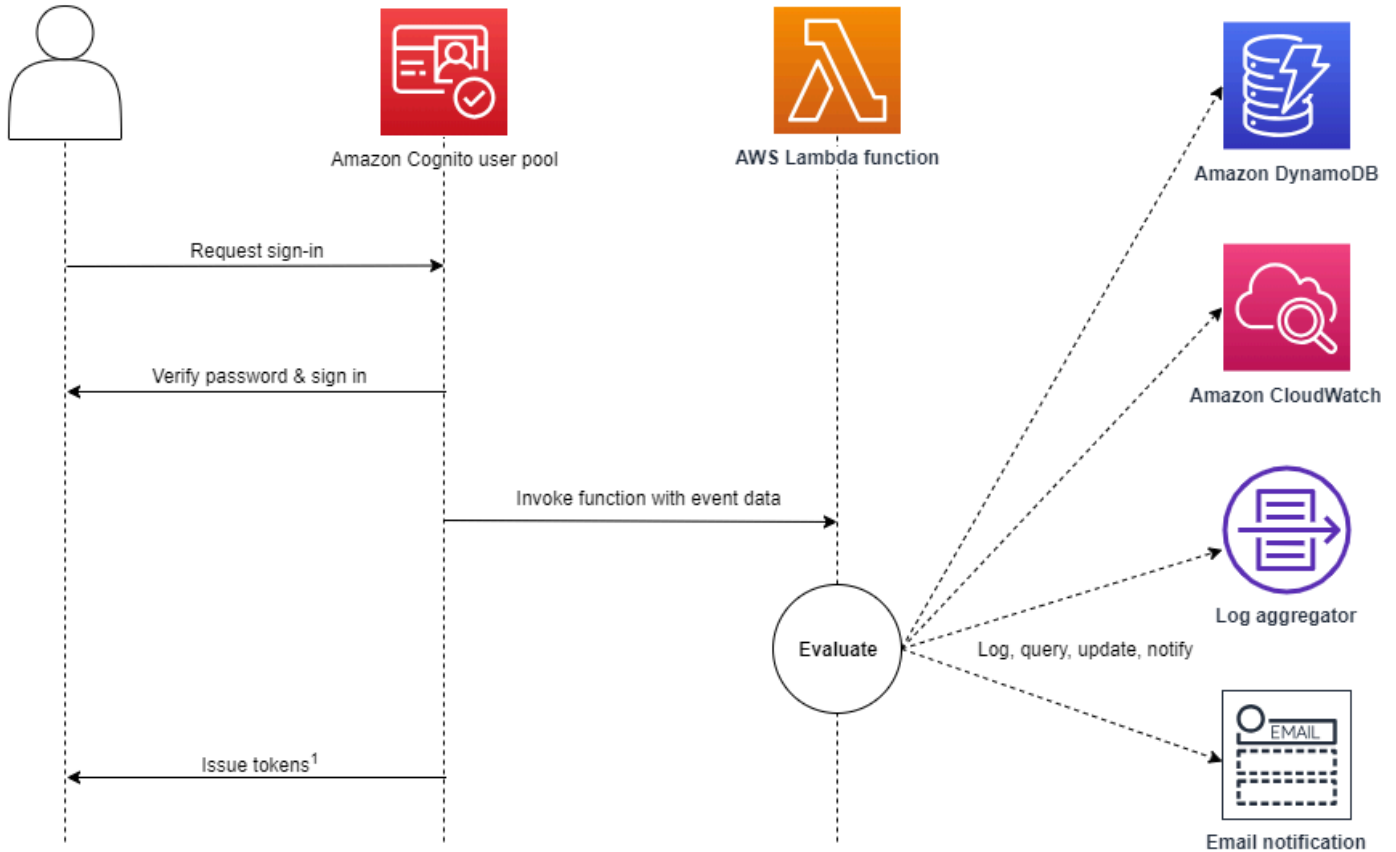 Amazon Cognito user pool
AWS Lambda function
Amazon DynamoDB
Request sign-in
Verify password & sign in
Amazon CloudWatch
Invoke function with event data
Log aggregator
Evaluate
Log, query, update, notify
EMAIL
Issue tokens¹
Email notification